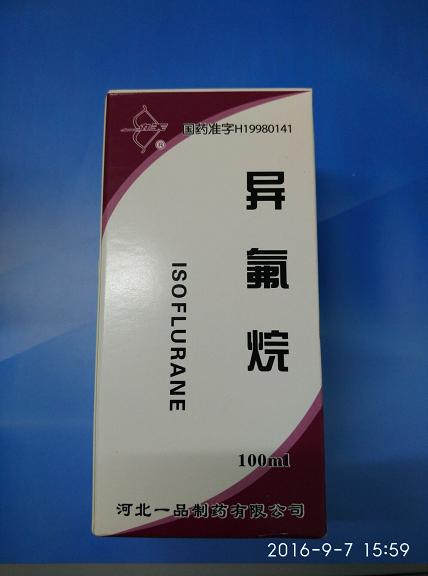 国药准字H19980141
异氟烷
ISOFLURANE
100ml
河北一品制药有限公司
2016-9-7 15:59